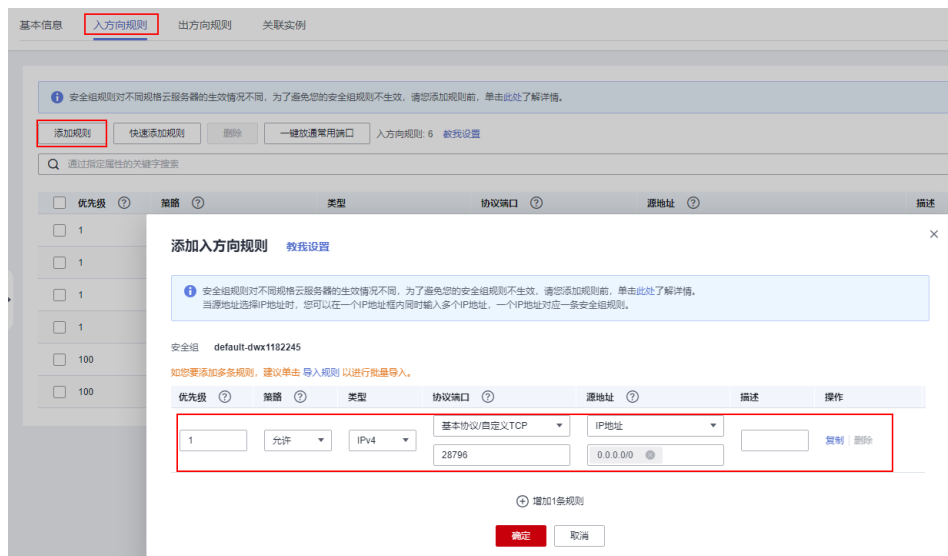 基本信息 入方向规则 出方向规则 关联实例
安全组规则对不同规格云服务器的生效情况不同，为了避免您的安全组规则不生效，请您添加规则前，单击此处了解详情。
添加规则 快速添加规则 删除 一键放通常用端口 入方向规则: 6 教我设置
通过指定属性的关键字搜索
优先级 策略 类型 协议端口 源地址 描述
1
1
1
1
100
100
添加入方向规则 教我设置
安全组规则对不同规格云服务器的生效情况不同，为了避免您的安全组规则不生效，请您添加规则前，单击此处了解详情。
当源地址选择IP地址时，您可以在一个IP地址框内同时输入多个IP地址，一个IP地址对应一条安全组规则。
安全组 default-dwx1182245
如您要添加多条规则，建议单击 导入规则 以进行批量导入。
优先级 策略 类型 协议端口 源地址 描述 操作
1 允许 IPv4 基本协议/自定义TCP IP地址 复制 删除
28796 0.0.0.0/0
增加1条规则
确定 取消